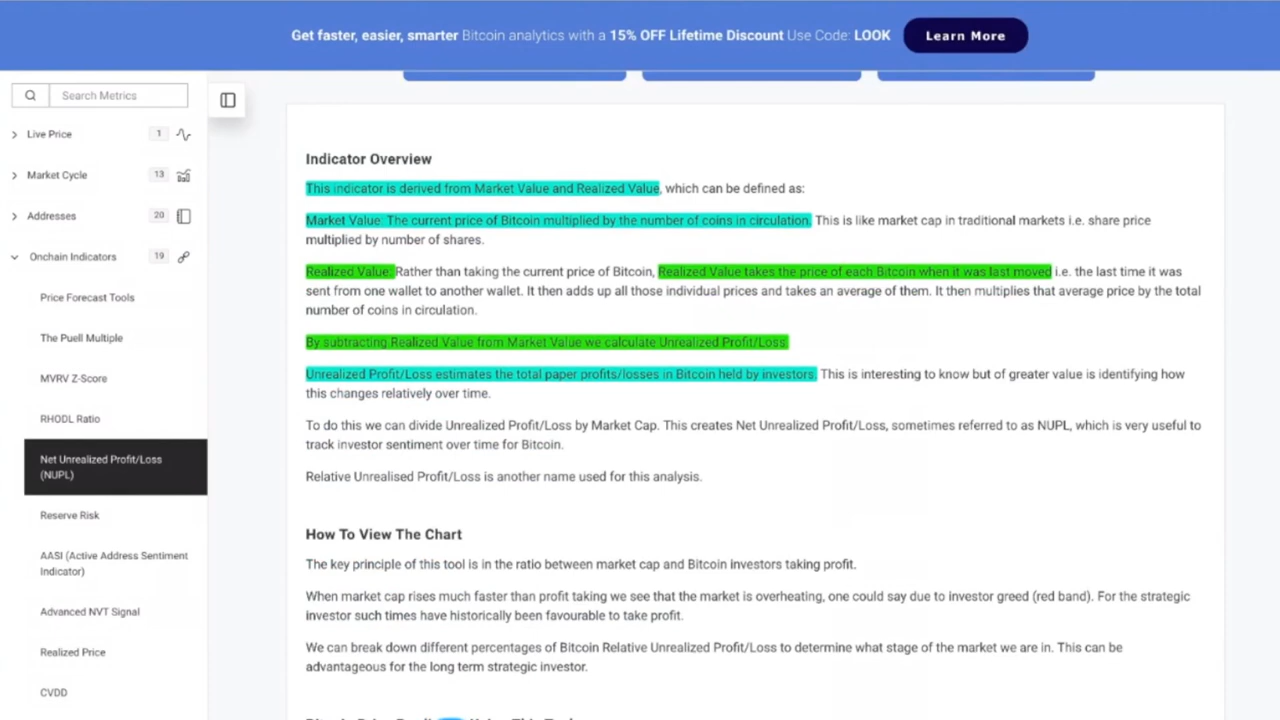 Get faster, easier, smarter Bitcoin analytics with a 15% OFF Lifetime Discount Use Code: LOOK
Learn More
Search Metrics
Live Price 1
Market Cycle 13
Addresses 20
Onchain Indicators 19
Price Forecast Tools
The Puell Multiple
MVRV Z-Score
RHODL Ratio
Net Unrealized Profit/Loss
(NUPL)
Reserve Risk
AASI (Active Address Sentiment
Indicator)
Advanced NVT Signal
Realized Price
CVDD
Indicator Overview
This indicator is derived from Market Value and Realized Value, which can be defined as:
Market Value: The current price of Bitcoin multiplied by the number of coins in circulation. This is like market cap in traditional markets i.e. share price
multiplied by number of shares.
Realized Value: Rather than taking the current price of Bitcoin, Realized Value takes the price of each Bitcoin when it was last moved i.e. the last time it was
sent from one wallet to another wallet. It then adds up all those individual prices and takes an average of them. It then multiplies that average price by the total
number of coins in circulation.
By subtracting Realized Value from Market Value we calculate Unrealized Profit/Loss.
Unrealized Profit/Loss estimates the total paper profits/losses in Bitcoin held by investors. This is interesting to know but of greater value is identifying how
this changes relatively over time.
To do this we can divide Unrealized Profit/Loss by Market Cap. This creates Net Unrealized Profit/Loss, sometimes referred to as NUPL, which is very useful to
track investor sentiment over time for Bitcoin.
Relative Unrealised Profit/Loss is another name used for this analysis.
How To View The Chart
The key principle of this tool is in the ratio between market cap and Bitcoin investors taking profit.
When market cap rises much faster than profit taking we see that the market is overheating, one could say due to investor greed (red band). For the strategic
investor such times have historically been favourable to take profit.
We can break down different percentages of Bitcoin Relative Unrealized Profit/Loss to determine what stage of the market we are in. This can be
advantageous for the long term strategic investor.